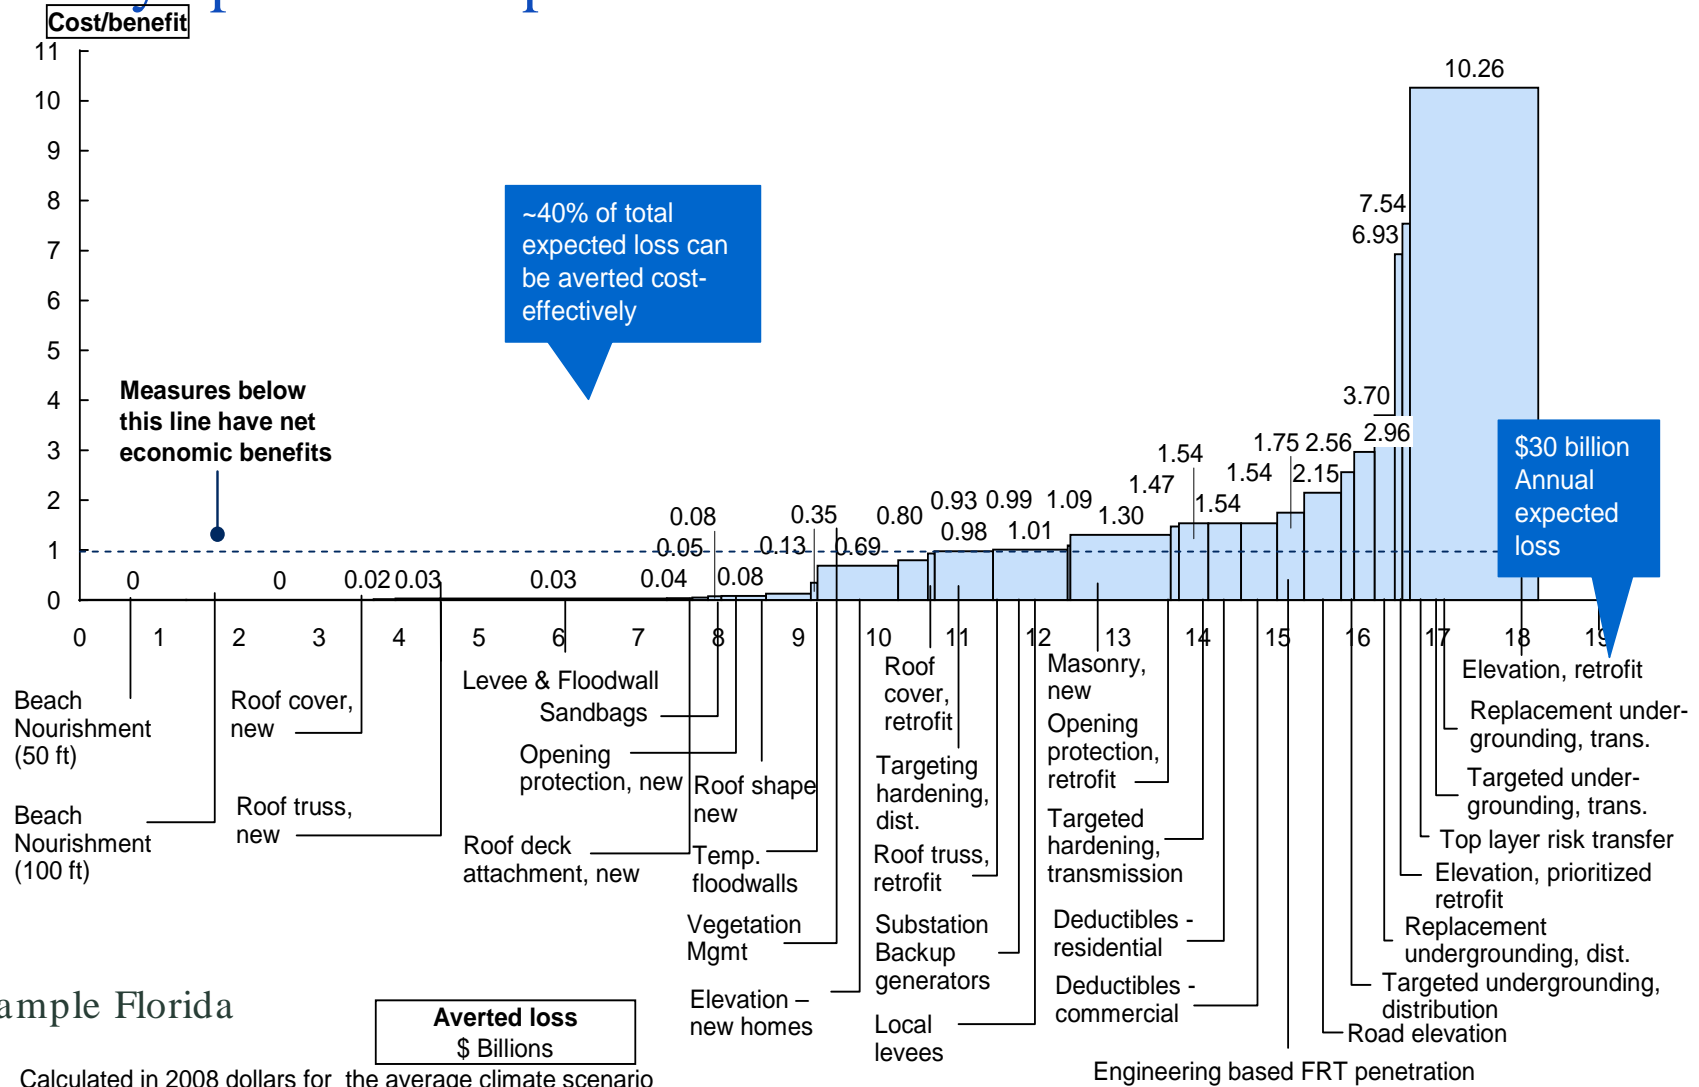 Cost/benefit
11
10
9
8
7
6
5
4
3
2
1
0
~40% of total
expected loss can
be averted cost-
effectively
Measures below
this line have net
economic benefits
$30 billion
Annual
expected
loss
0
0
0.02
0.03
0.03
0.04
0.05
0.08
0.08
0.13
0.35
0.69
0.80
0.93
0.98
0.99
1.01
1.09
1.30
1.47
1.54
1.54
1.54
1.75
2.15
2.56
2.96
3.70
6.93
7.54
10.26
0 1 2 3 4 5 6 7 8 9 10 11 12 13 14 15 16 17 18 19
Beach
Nourishment
(50 ft)
Beach
Nourishment
(100 ft)
Roof cover,
new
Roof truss,
new
Levee & Floodwall
Sandbags
Opening
protection, new
Roof deck
attachment, new
Roof shape
new
Temp.
floodwalls
Vegetation
Mgmt
Elevation –
new homes
Roof
cover,
retrofit
Targeting
hardening,
dist.
Roof truss,
retrofit
Substation
Backup
generators
Local
levees
Masonry,
new
Opening
protection,
retrofit
Targeted
hardening,
transmission
Deductibles -
residential
Deductibles -
commercial
Engineering based FRT penetration
Road elevation
Targeted undergrounding,
distribution
Replacement
undergrounding, dist.
Elevation, prioritized
retrofit
Top layer risk transfer
Targeted under-
grounding, trans.
Replacement under-
grounding, trans.
Elevation, retrofit
ample Florida
Averted loss
$ Billions
Calculated in 2008 dollars for the average climate scenario